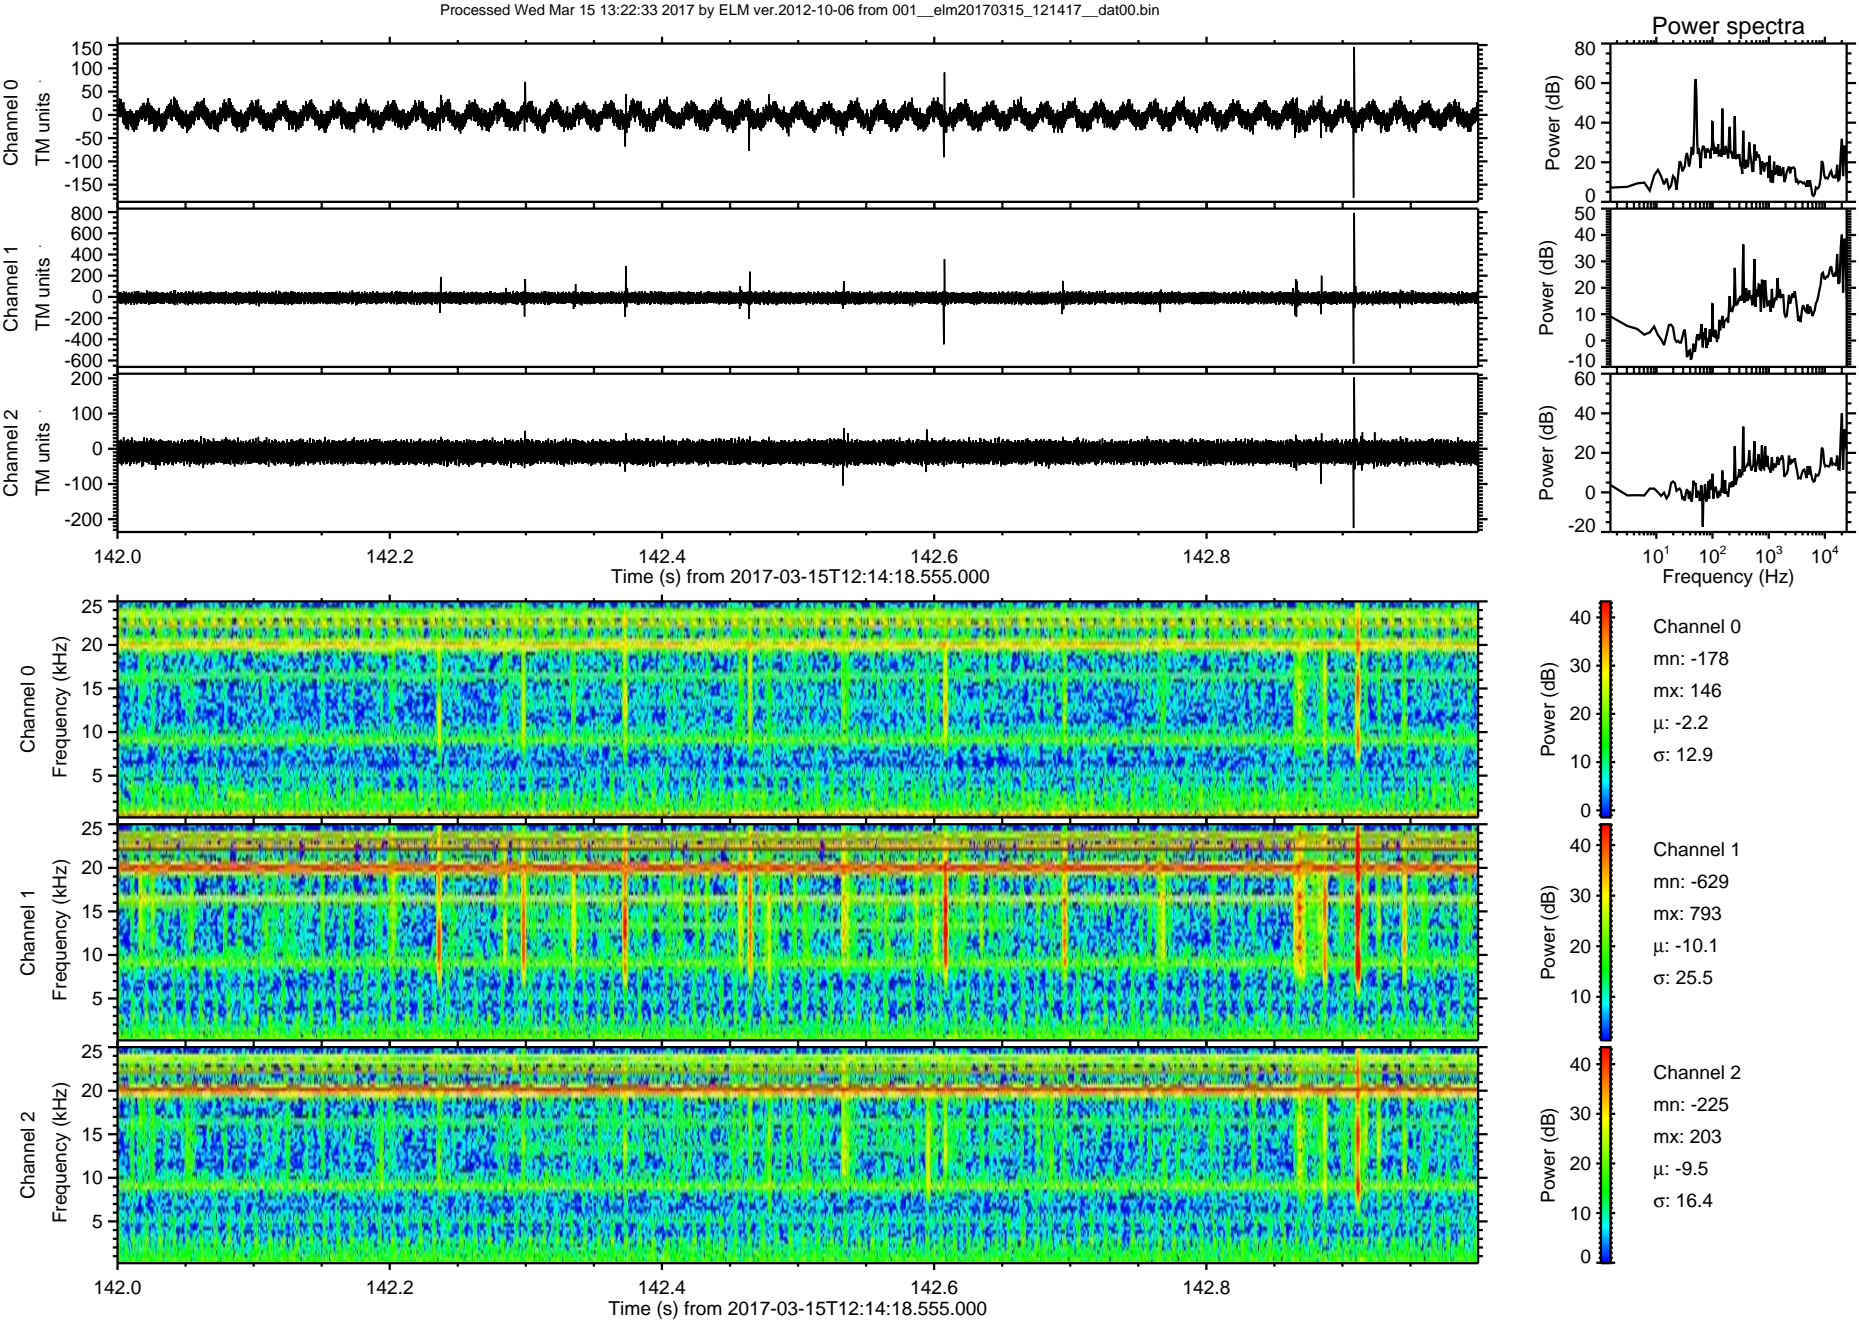 Processed Wed Mar 15 13:22:33 2017 by ELM ver.2012-10-06 from 001__elm20170315_121417__dat00.bin
Power spectra
Channel 0
TM units
150
100
50
0
-50
-100
-150
Power (dB)
80
60
40
20
0
Channel 1
TM units
800
600
400
200
0
-200
-400
-600
Power (dB)
50
40
30
20
10
0
-10
Channel 2
TM units
200
100
0
-100
-200
Power (dB)
60
40
20
0
-20
142.0 142.2 142.4 142.6 142.8
Time (s) from 2017-03-15T12:14:18.555.000
10¹ 10² 10³ 10⁴
Frequency (Hz)
Channel 0
Frequency (kHz)
25
20
15
10
5
Power (dB)
40
30
20
10
0
Channel 0
mn: -178
mx: 146
μ: -2.2
σ: 12.9
Channel 1
Frequency (kHz)
25
20
15
10
5
Power (dB)
40
30
20
10
Channel 1
mn: -629
mx: 793
μ: -10.1
σ: 25.5
Channel 2
Frequency (kHz)
25
20
15
10
5
Power (dB)
40
30
20
10
0
Channel 2
mn: -225
mx: 203
μ: -9.5
σ: 16.4
142.0 142.2 142.4 142.6 142.8
Time (s) from 2017-03-15T12:14:18.555.000